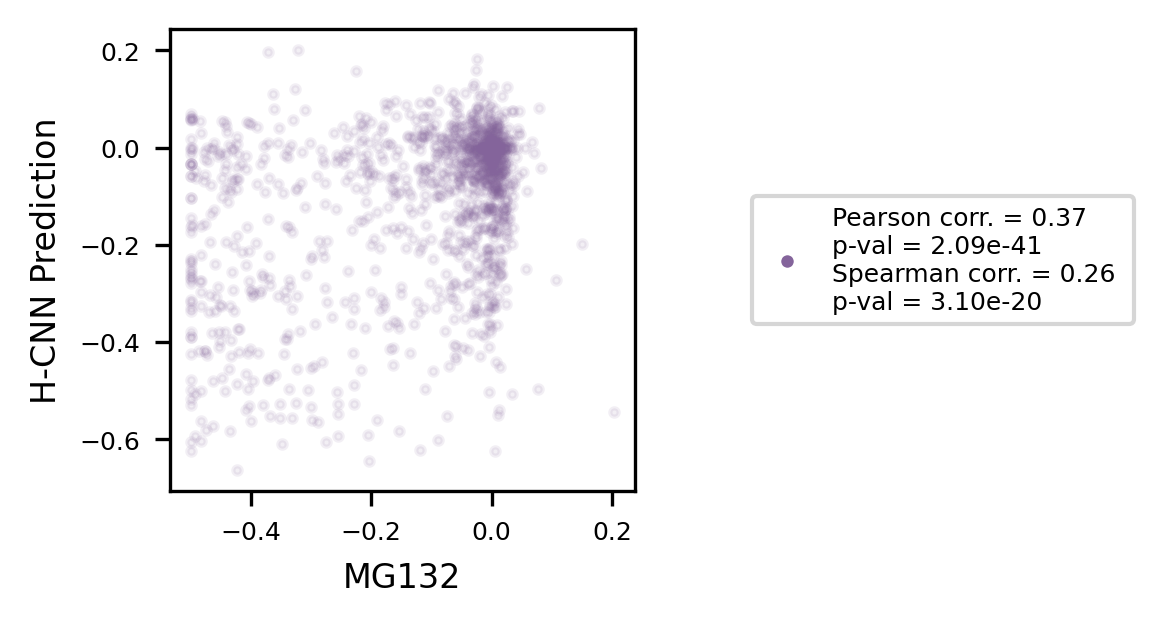 0.2
0.0
−0.2
−0.4
−0.6
H-CNN Prediction
−0.4 −0.2 0.0 0.2
MG132
Pearson corr. = 0.37
p-val = 2.09e-41
Spearman corr. = 0.26
p-val = 3.10e-20